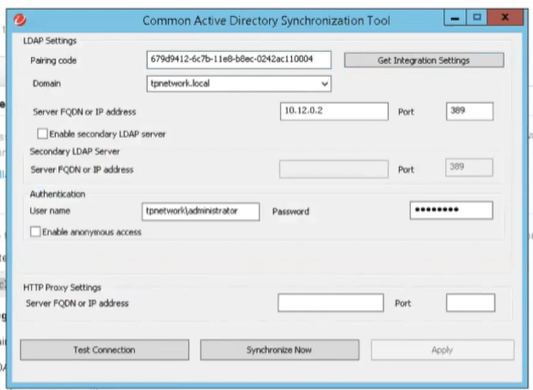 Common Active Directory Synchronization Tool
LDAP Settings
Pairing code 679d9412-6c7b-11e8-b8ec-0242ac110004 Get Integration Settings
Domain tpnetwork.local
Server FQDN or IP address 10.12.0.2 Port 389
Enable secondary LDAP server
Secondary LDAP Server
Server FQDN or IP address Port 389
Authentication
User name tpnetwork\administrator Password ••••••••
Enable anonymous access
HTTP Proxy Settings
Server FQDN or IP address Port
Test Connection Synchronize Now Apply